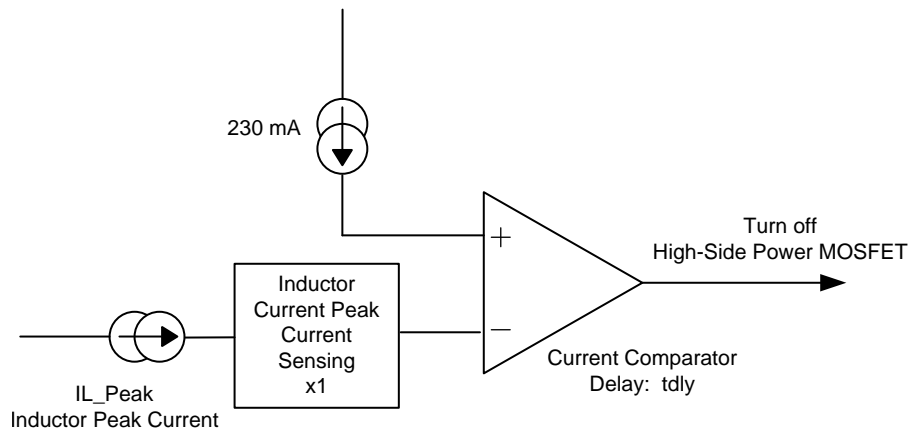 230 mA
+
Turn off
High-Side Power MOSFET
Inductor
Current Peak
Current
Sensing
x1
−
Current Comparator
Delay: tdly
IL_Peak
Inductor Peak Current